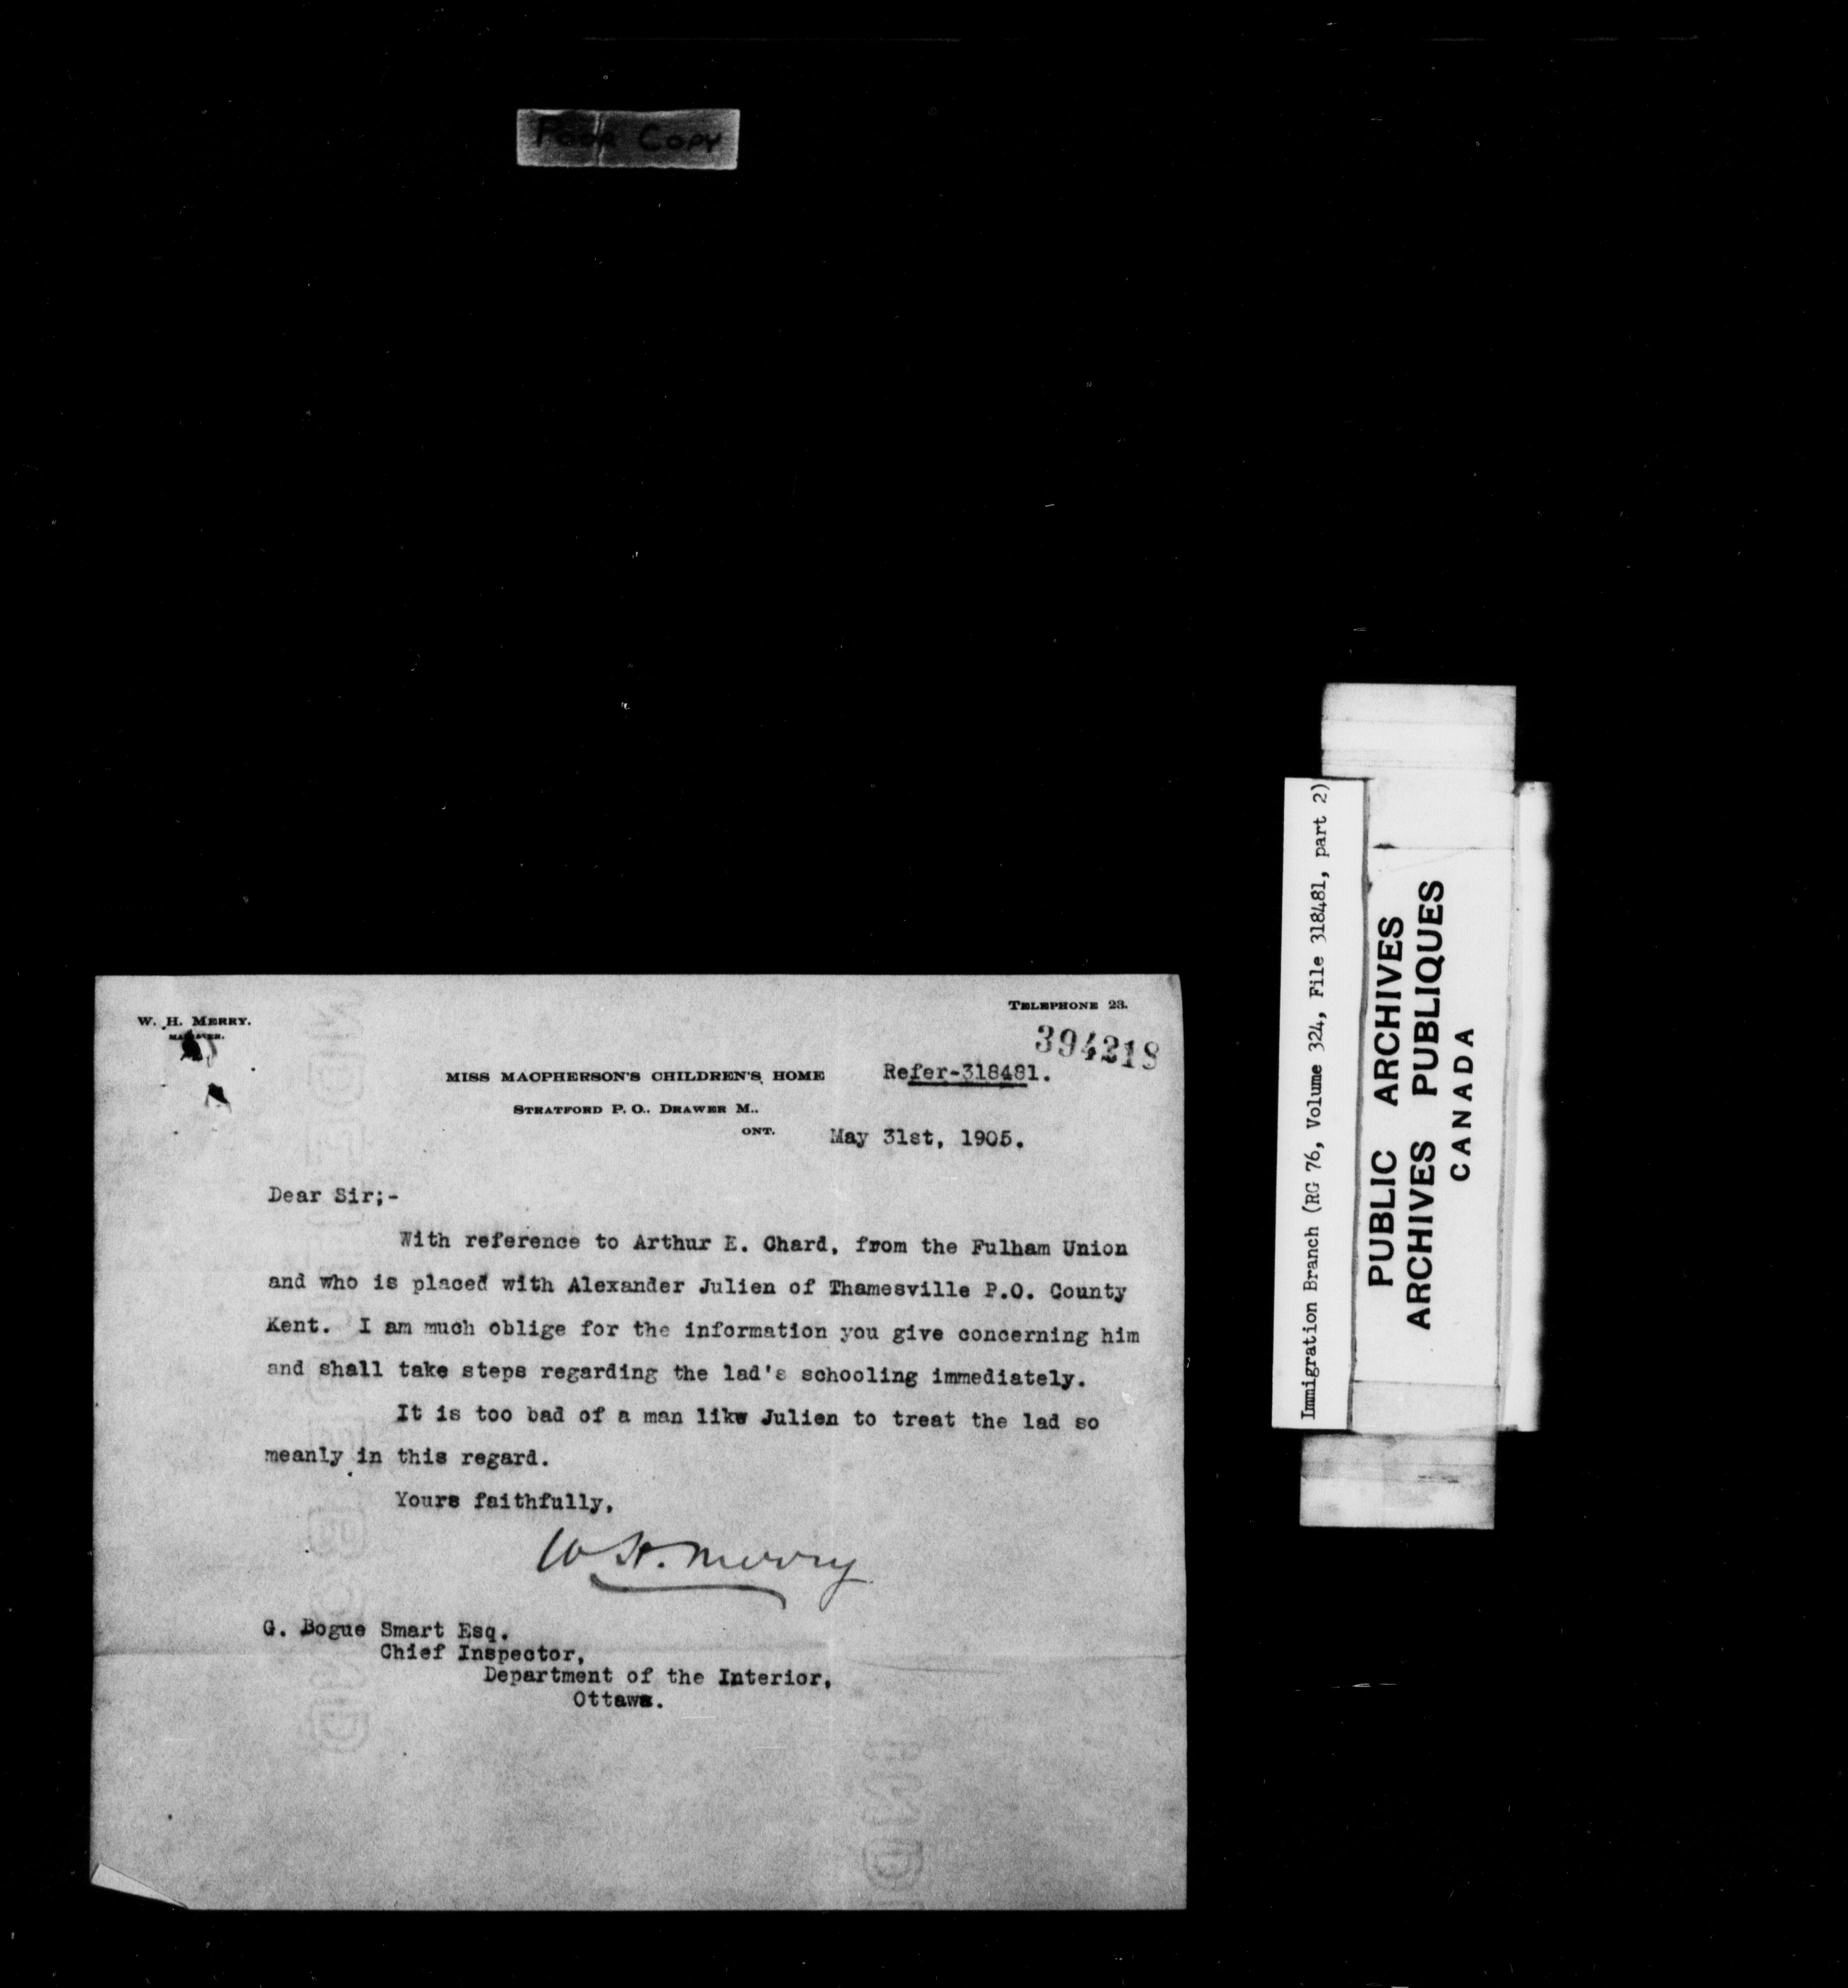 Poor Copy
W. H. MERRY.
MANAGER.
TELEPHONE 23.
394218
MISS MACPHERSON'S CHILDREN'S HOME
Refer-318481.
STRATFORD P. O.. DRAWER M..
ONT.
May 31st, 1905.
Dear Sir;-
With reference to Arthur E. Chard, from the Fulham Union
and who is placed with Alexander Julien of Thamesville P.O. County
Kent. I am much oblige for the information you give concerning him
and shall take steps regarding the lad's schooling immediately.
It is too bad of a man like Julien to treat the lad so
meanly in this regard.
Yours faithfully,
W H. Merry
G. Bogue Smart Esq.
Chief Inspector,
Department of the Interior,
Ottawa.
Immigration Branch (RG 76, Volume 324, File 318481, part 2)
PUBLIC ARCHIVES
ARCHIVES PUBLIQUES
CANADA